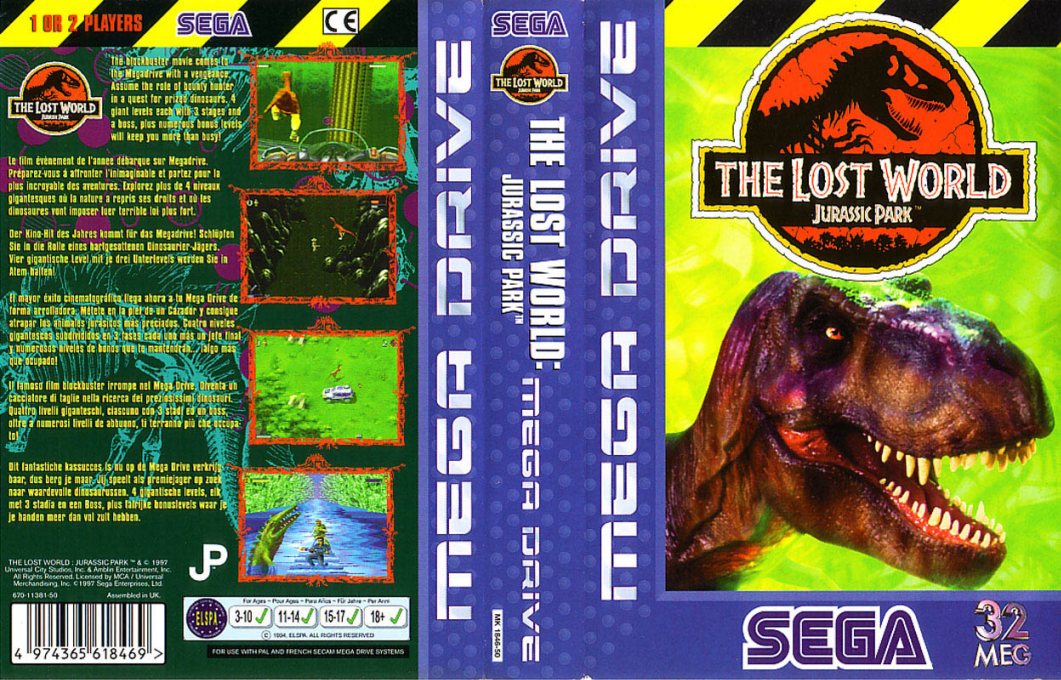 1 OR 2 PLAYERS
SEGA
CE
The blockbuster movie comes to
the Megadrive with a vengeance.
Assume the role of bounty hunter
in a quest for prized dinosaurs. 4
giant levels each with 3 stages and
a boss, plus numerous bonus levels
will keep you more than busy!
THE LOST WORLD
JURASSIC PARK
Le film événement de l'annee débarque sur Megadrive.
Préparez-vous à affronter l'inimaginable et partez pour la
plus incroyable des aventures. Explorez plus de 4 niveaux
gigantesques où la nature a repris ses droits et où les
dinosaures vont imposer luer terrible loi plus fort.
Der Kino-Hit des Jahres kommt für das Megadrive! Schlüpfen
Sie in die Rolle eines hartgesottenen Dinosaurier-Jägers.
Vier gigantische Level mit je drei Unterlevels werden Sie in
Atem halten!
El mayor éxito cinematográfico llega ahora a tu Mega Drive de
forma arrolladora. Métete en la piel de un Cazador y consigue
atrapar los animales jurásicos más preciados. Cuatro niveles
gigantescos subdivididos en 3 fases cada uno más un jefe final
y numerosos niveles de bonus que te mantendrán... ¡algo más
que ocupado!
Il famoso film blockbuster irrompe nel Mega Drive. Diventa un
cacciatore di taglie nella ricerca dei preziosissimi dinosauri.
Quattro livelli giganteschi, ciascuno con 3 stadi ed un boss,
oltre a numerosi livelli di abbunno, ti terranno più che occupa-
to!
Dit fantastiche kassucces is nu op de Mega Drive verkrijg-
baar, dus berg je maar. Jij speelt als premiejager op zoek
naar waardevolle dinosaurussen. 4 gigantische levels, elk
met 3 stadia en een Boss, plus talrijke bonuslevels waar je
je handen meer dan vol zult hebben.
THE LOST WORLD : JURASSIC PARK ™ & © 1997
Universal City Studios, Inc. & Amblin Entertainment, Inc.
All Rights Reserved. Licensed by MCA / Universal
Merchandising, Inc. ©1997 Sega Enterprises, Ltd.
670-11381-50 Assembled in UK.
JP
4 974365 618469 >
ELSPA
For Ages ~ Pour Ages ~ Para Años ~ Für Jahre ~ Per Anni
3-10 11-14 15-17 18+
© 1994, ELSPA. ALL RIGHTS RESERVED
FOR USE WITH PAL AND FRENCH SECAM MEGA DRIVE SYSTEMS
MEGA DRIVE
SEGA
THE LOST WORLD
JURASSIC PARK
THE LOST WORLD:
JURASSIC PARK™
MEGA DRIVE
MK 1846-50
MEGA DRIVE
THE LOST WORLD
JURASSIC PARK™
SEGA
32
MEG